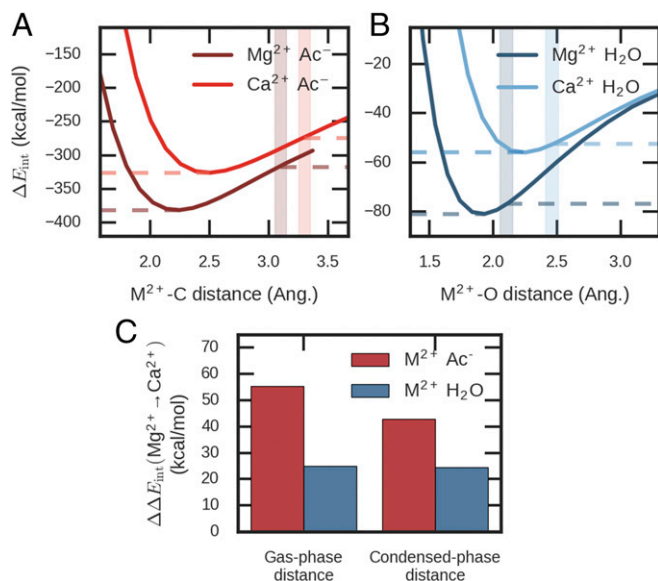 A
B
−150
−200
−250
−300
−350
−400
ΔE_int (kcal/mol)
Mg²⁺ Ac⁻
Ca²⁺ Ac⁻
2.0 2.5 3.0 3.5
M²⁺-C distance (Ang.)
−20
−40
−60
−80
Mg²⁺ H₂O
Ca²⁺ H₂O
1.5 2.0 2.5 3.0
M²⁺-O distance (Ang.)
C
70
60
50
40
30
20
10
0
ΔΔE_int(Mg²⁺→Ca²⁺)
(kcal/mol)
M²⁺ Ac⁻
M²⁺ H₂O
Gas-phase
distance
Condensed-phase
distance